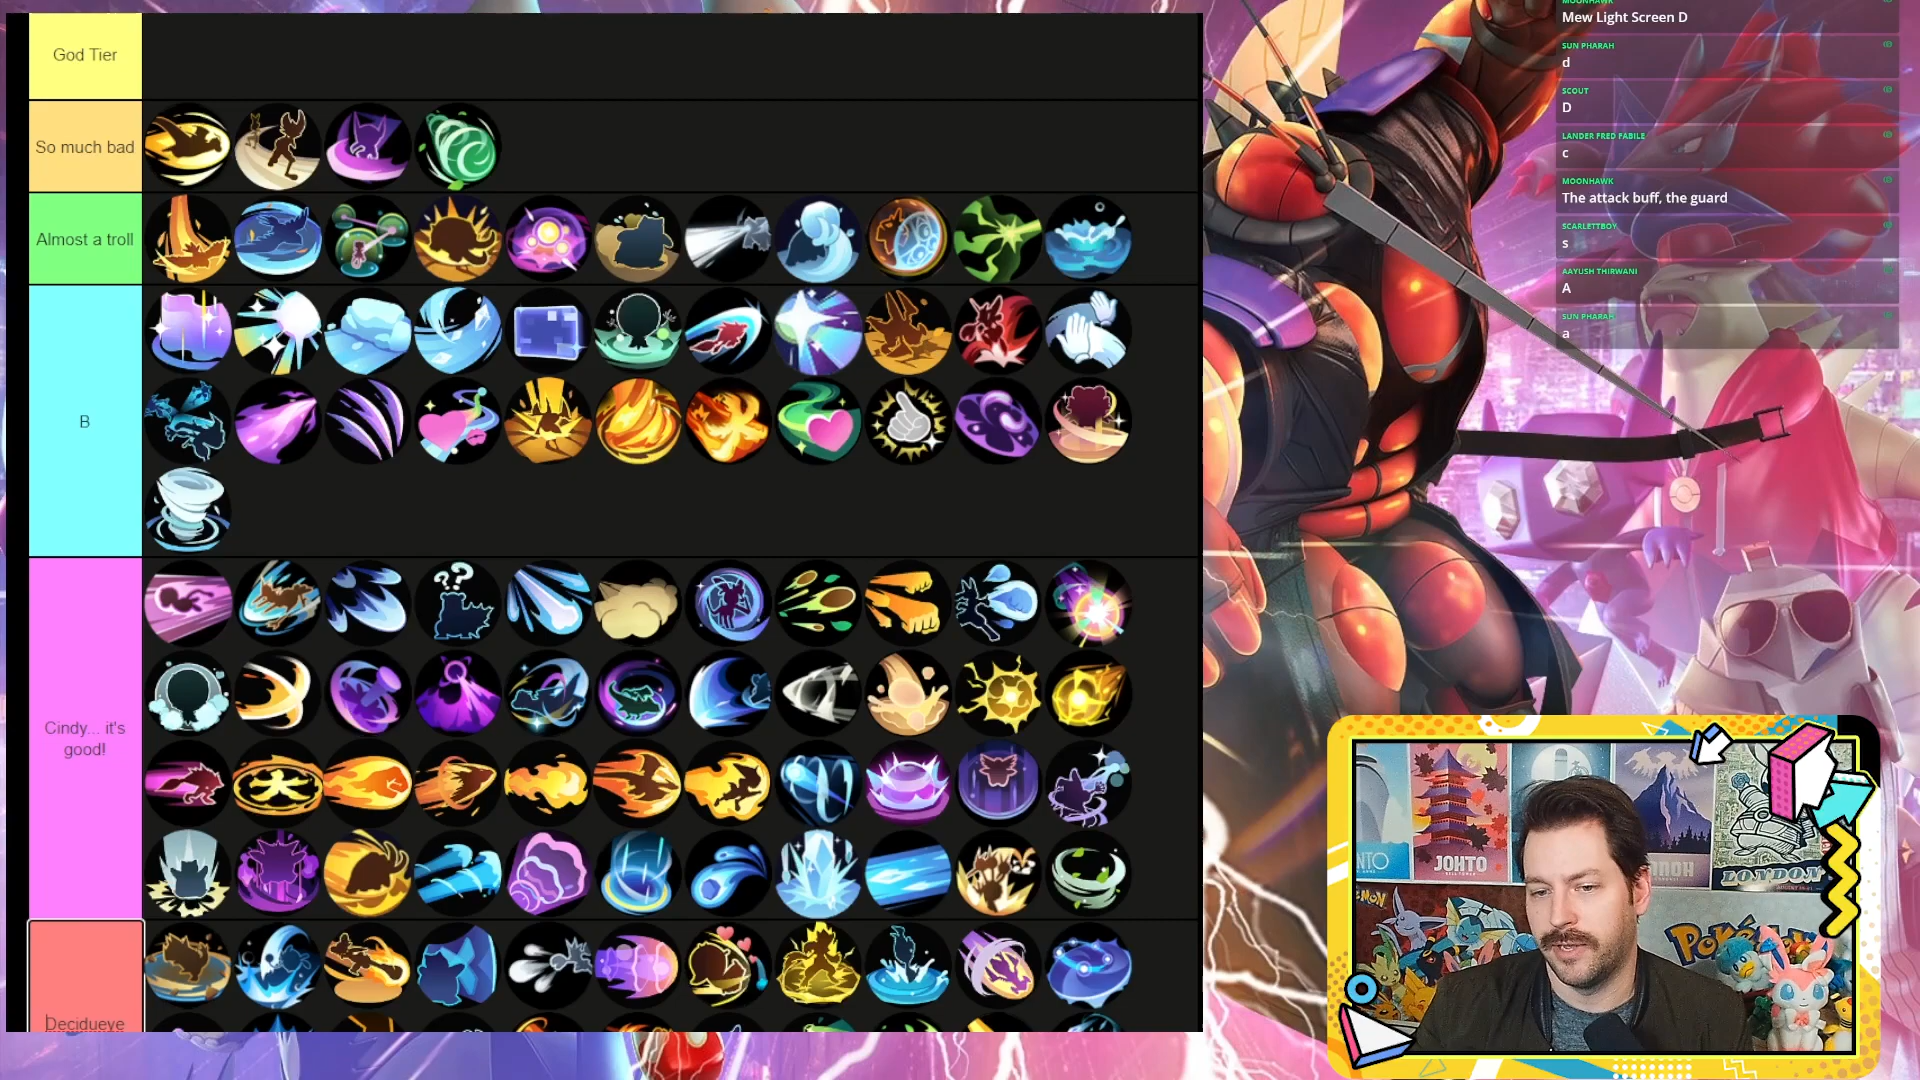 God Tier
So much bad
Almost a troll
B
Cindy... it's
good!
Decidueye
MOONHAWK
Mew Light Screen D
SUN PHARAH
d
SCOUT
D
LANDER FRED FABILE
c
MOONHAWK
The attack buff, the guard
SCARLETTBOY
s
AAYUSH THIRWANI
A
SUN PHARAH
a
JOHTO
LONDON